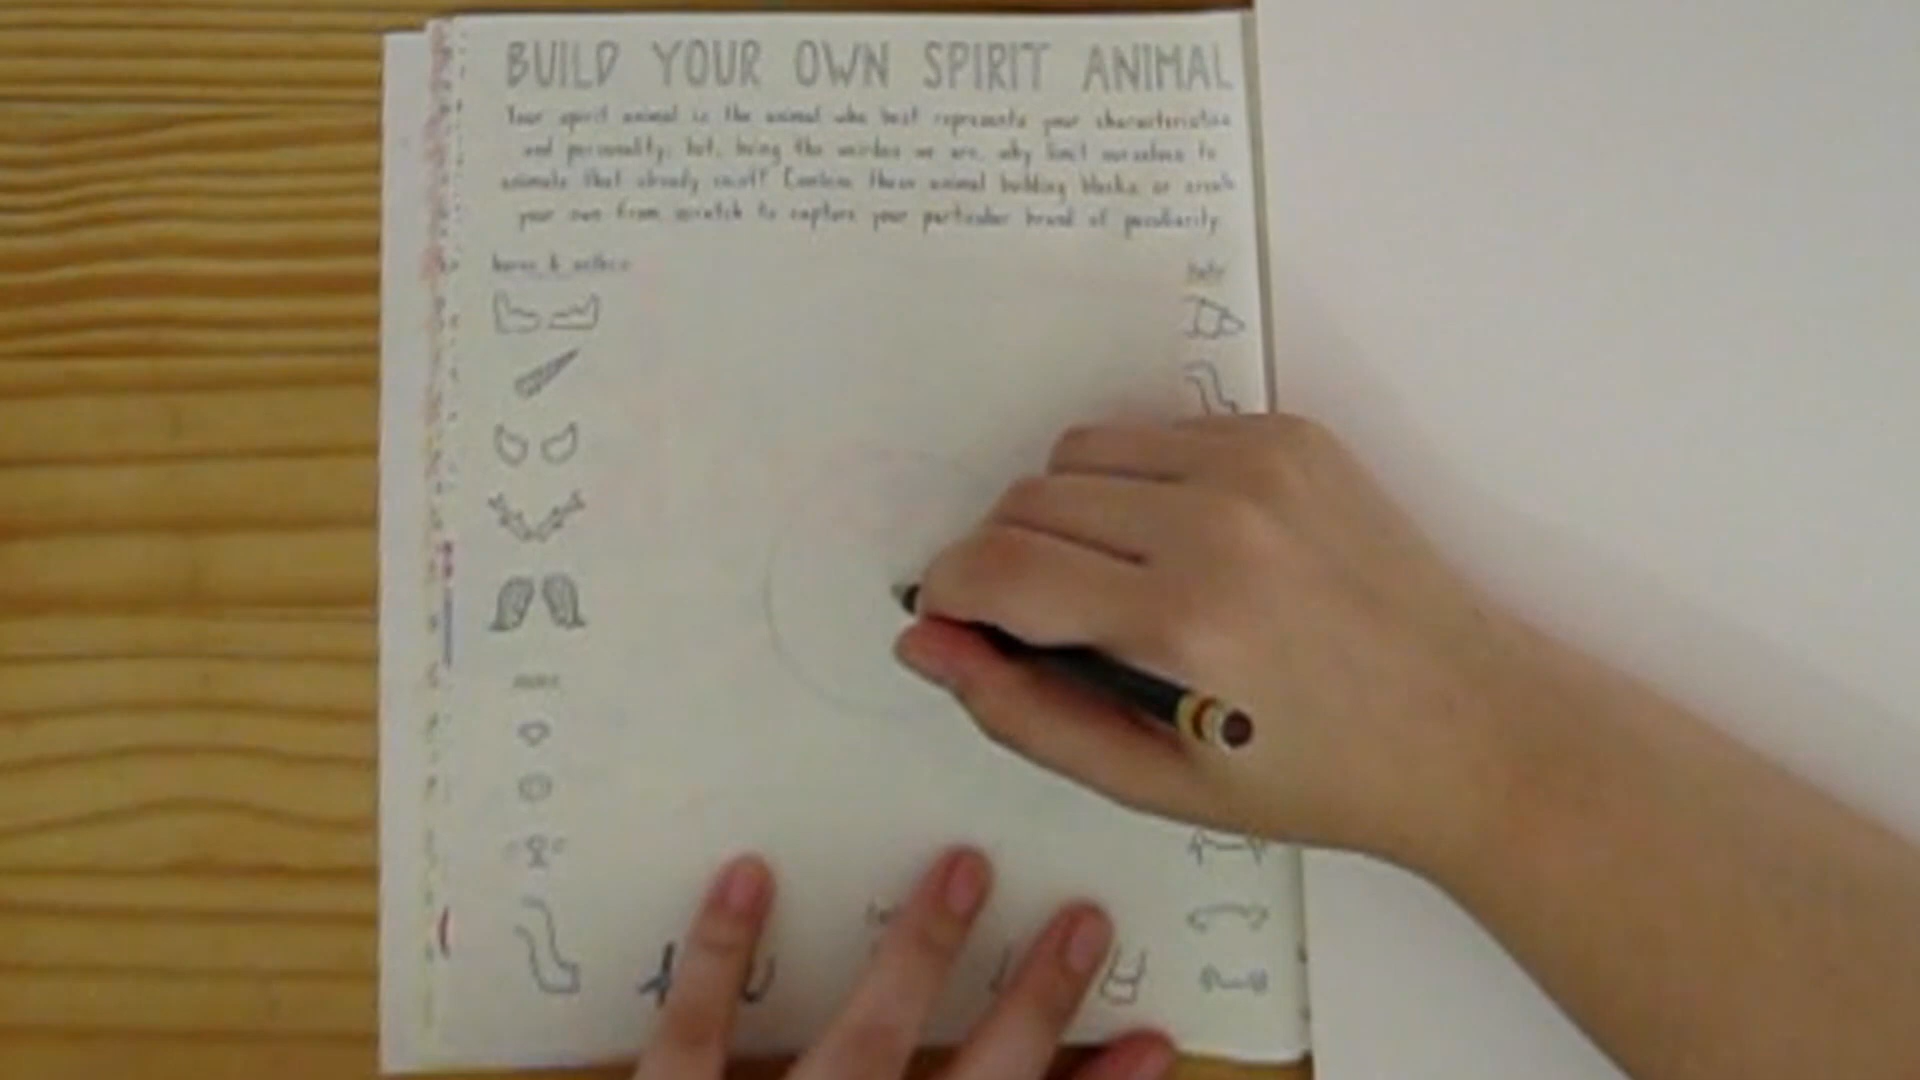 BUILD YOUR OWN SPIRIT ANIMAL
Your spirit animal is the animal who best represents your characteristics
and personality; but, being the weirdos we are, why limit ourselves to
animals that already exist? Combine these animal building blocks or create
your own from scratch to capture your particular brand of peculiarity.
horns & antlers